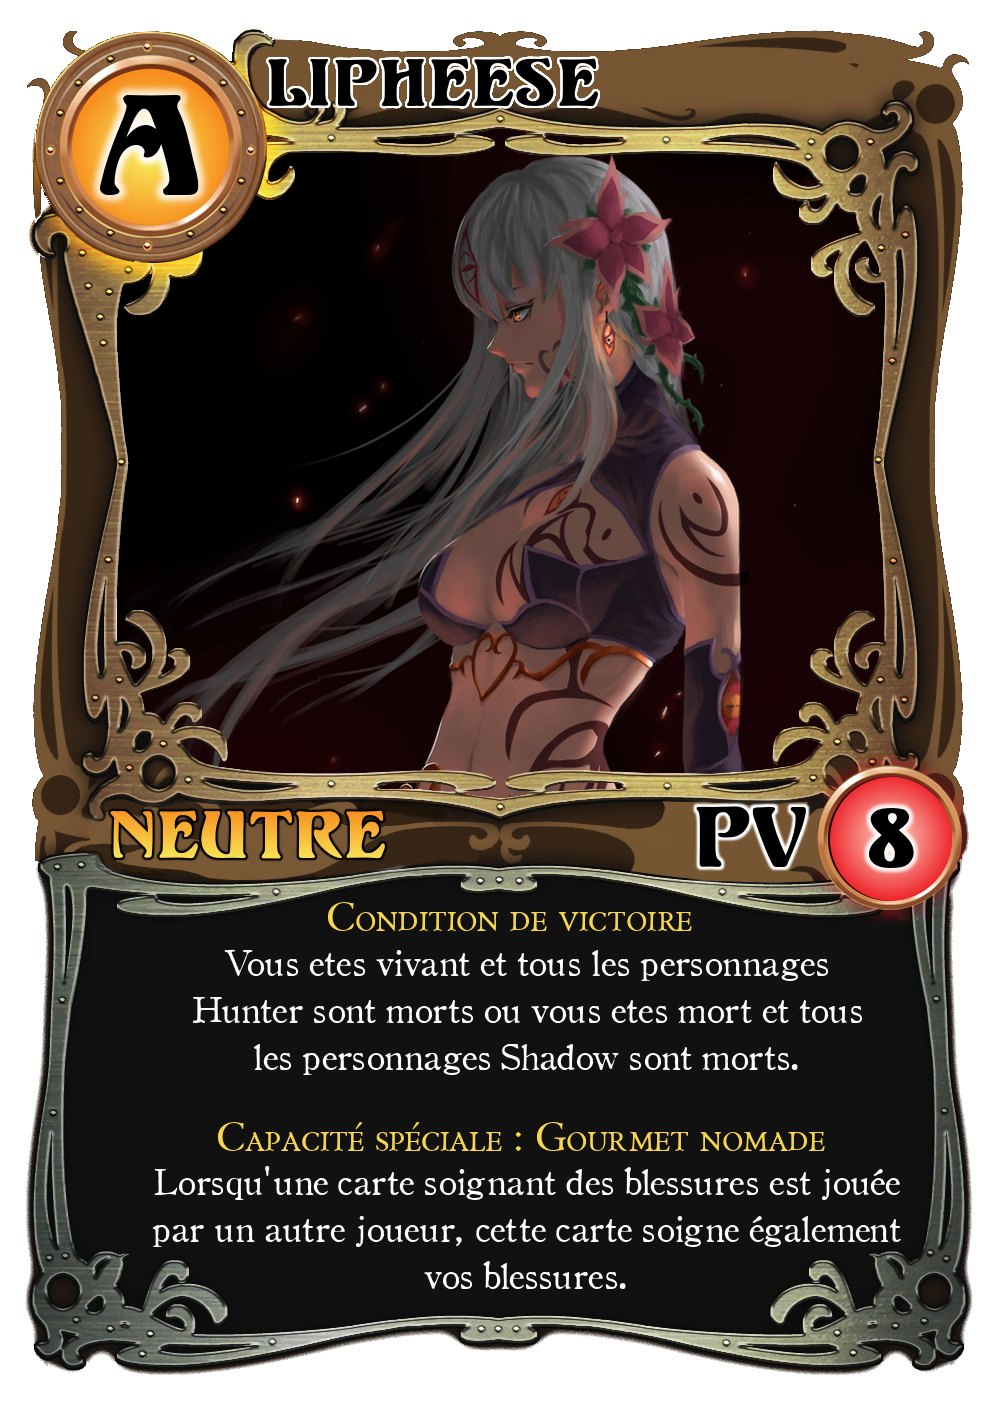 A
LIPHEESE
NEUTRE
PV 8
CONDITION DE VICTOIRE
Vous etes vivant et tous les personnages
Hunter sont morts ou vous etes mort et tous
les personnages Shadow sont morts.
CAPACITÉ SPÉCIALE : GOURMET NOMADE
Lorsqu'une carte soignant des blessures est jouée
par un autre joueur, cette carte soigne également
vos blessures.